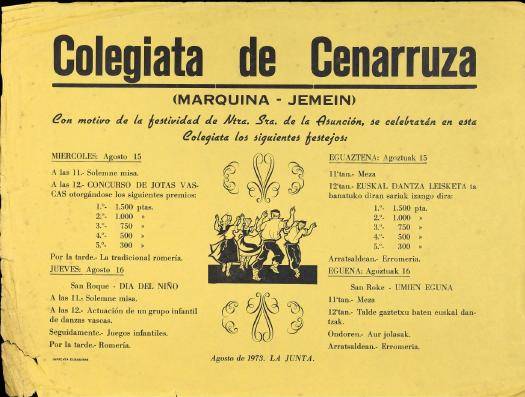 Colegiata de Cenarruza
(MARQUINA - JEMEIN)
Con motivo de la festividad de Ntra. Sra. de la Asunción, se celebrarán en esta
Colegiata los siguientes festejos:
MIERCOLES: Agosto 15
A las 11.- Solemne misa.
A las 12.- CONCURSO DE JOTAS VAS-
CAS otorgándose los siguientes premios:
1.º- 1.500 ptas.
2.º- 1.000 »
3.º- 750 »
4.º- 500 »
5.º- 300 »
Por la tarde.- La tradicional romería.
JUEVES: Agosto 16
San Roque - DIA DEL NIÑO
A las 11.- Solemne misa.
A las 12.- Actuación de un grupo infantil
de danzas vascas.
Seguidamente.- Juegos infantiles.
Por la tarde.- Romería.
EGUAZTENA: Agoztuak 15
11'tan.- Meza
12'tan.- EUSKAL DANTZA LEISKETA ta
banatuko diran sariak izango dira:
1.º- 1.500 pts.
2.º- 1.000 »
3.º- 750 »
4.º- 500 »
5.º- 300 »
Arratsaldean.- Erromeria.
EGUENA: Agoztuak 16
San Roke - UMIEN EGUNA
11'tan.- Meza
12'tan.- Talde gaztetxu baten euskal dan-
tzak.
Ondoren.- Aur jolasak.
Arratsaldean.- Erromeria.
Agosto de 1973. LA JUNTA.